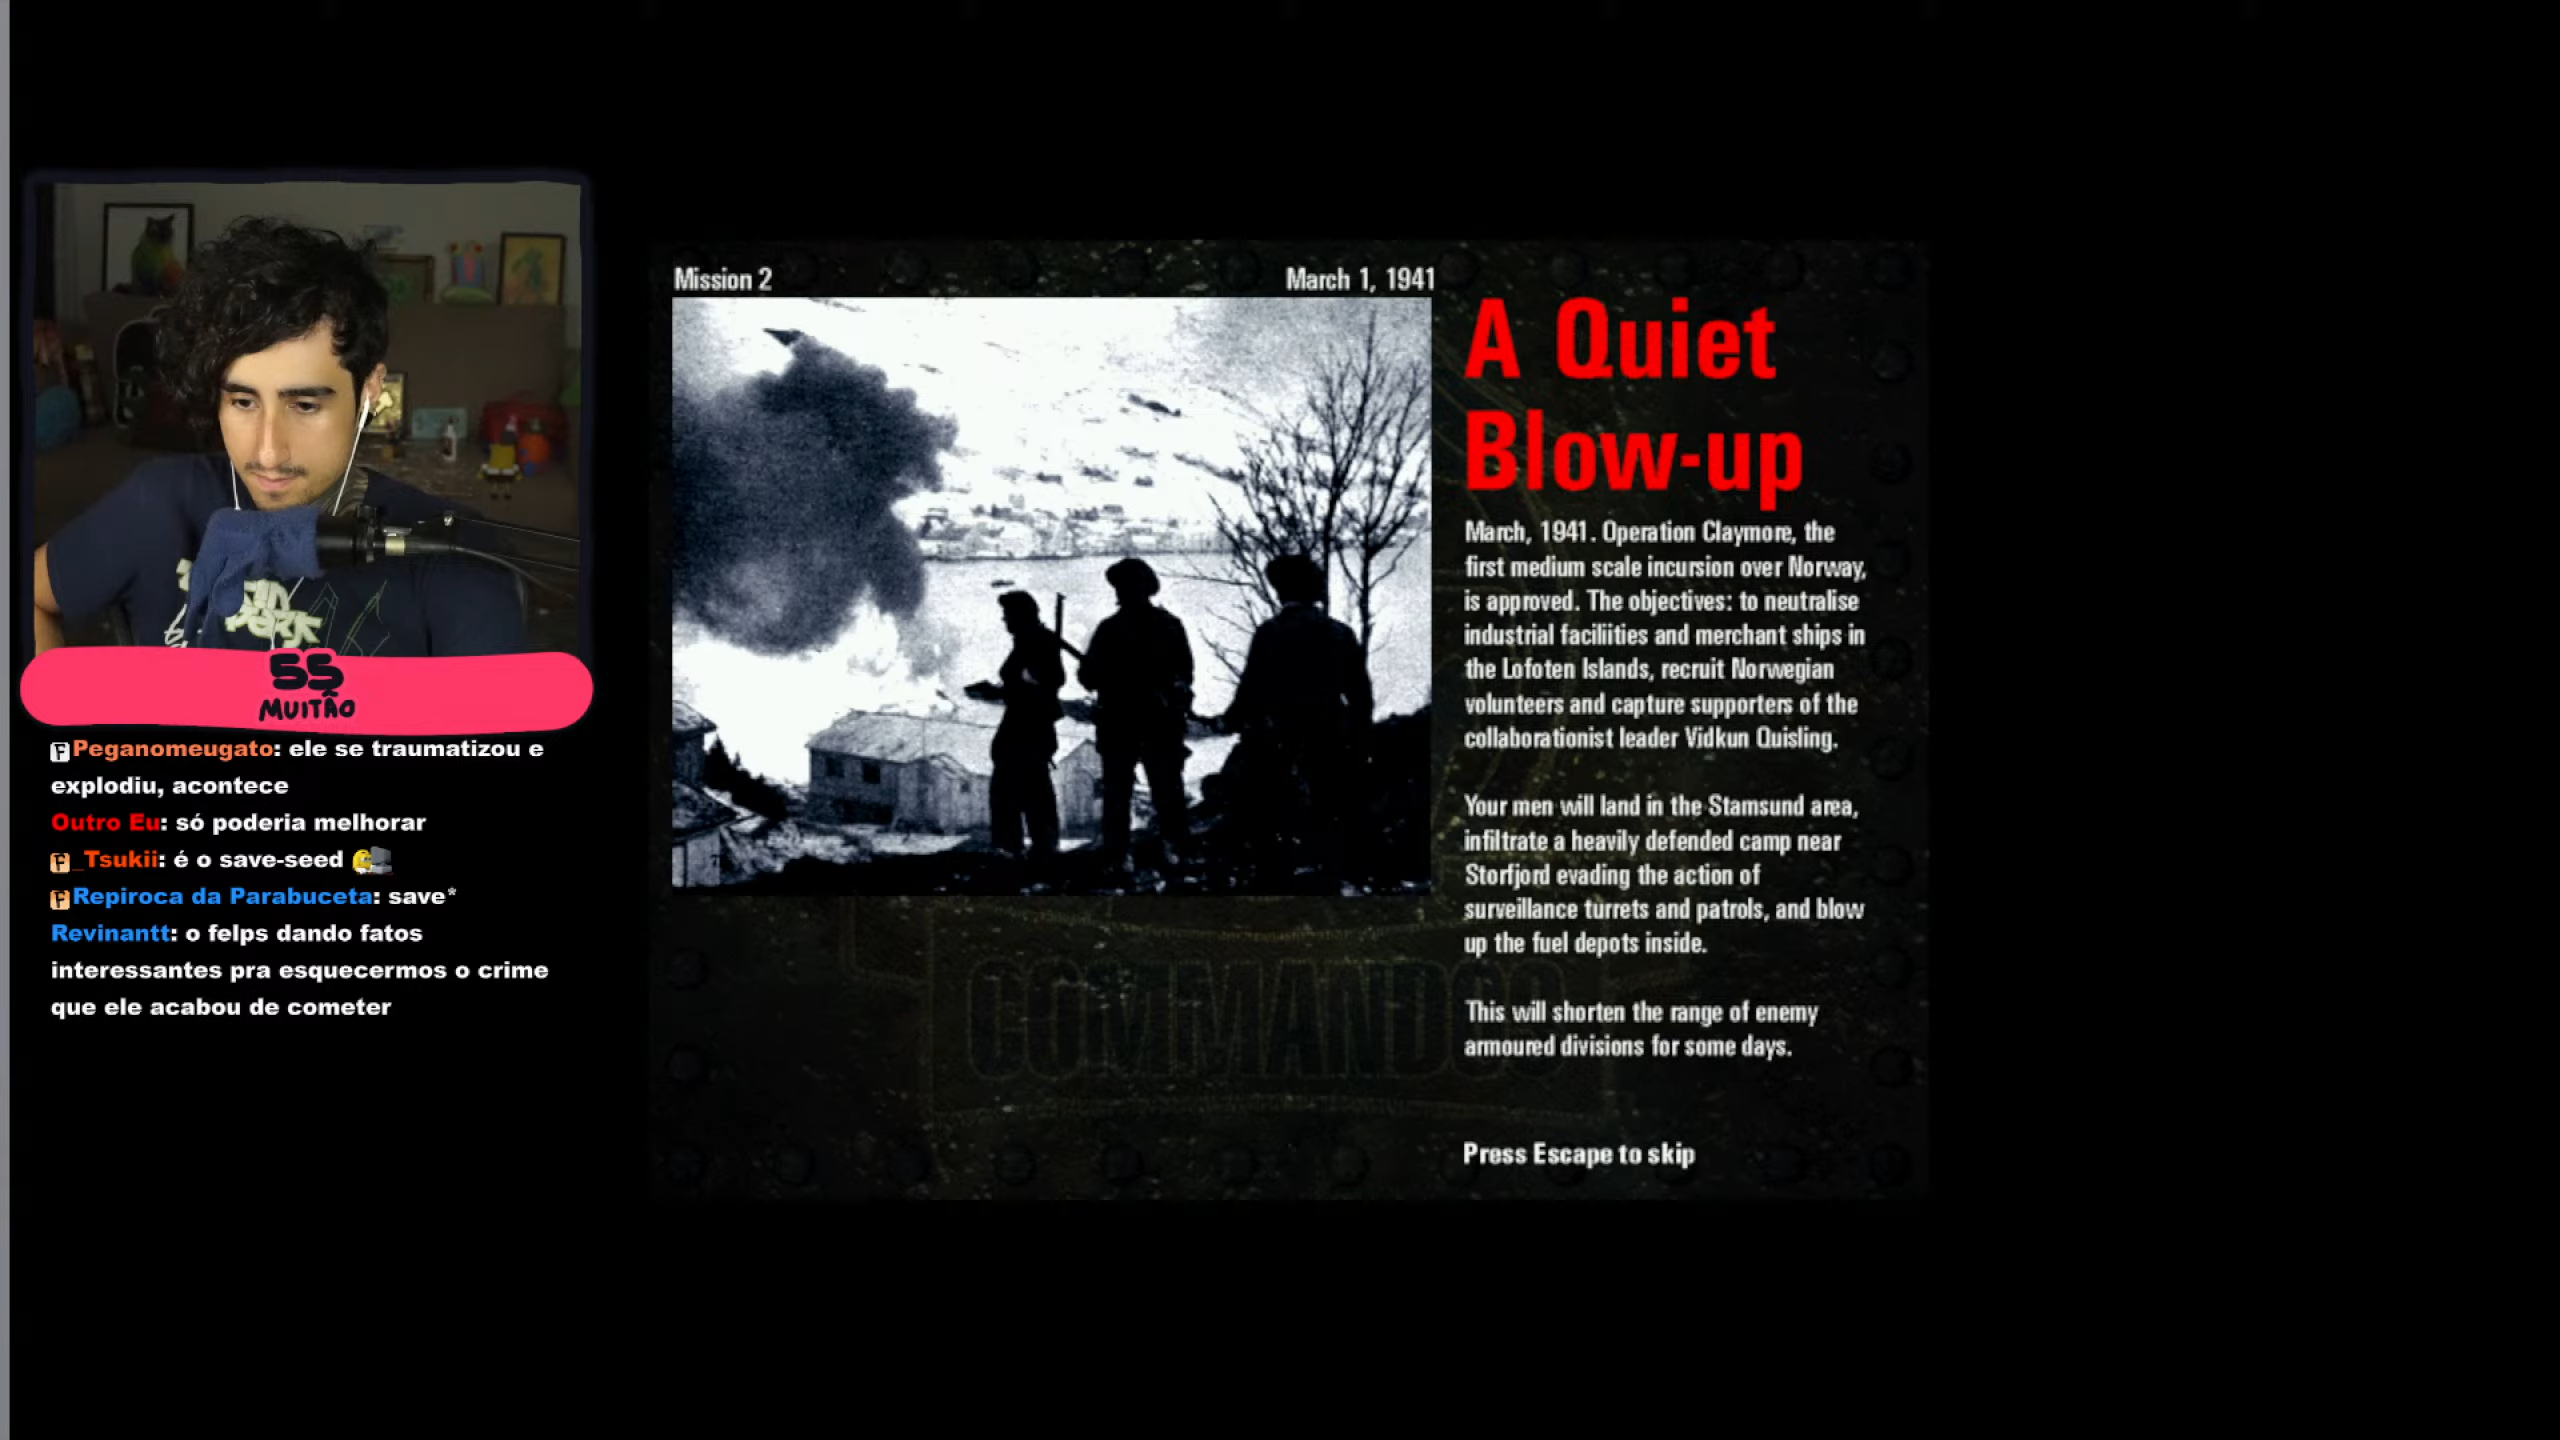 Mission 2
March 1, 1941
A Quiet
Blow-up
March, 1941. Operation Claymore, the
first medium scale incursion over Norway,
is approved. The objectives: to neutralise
industrial faciliities and merchant ships in
the Lofoten Islands, recruit Norwegian
volunteers and capture supporters of the
collaborationist leader Vidkun Quisling.
Your men will land in the Stamsund area,
infiltrate a heavily defended camp near
Storfjord evading the action of
surveillance turrets and patrols, and blow
up the fuel depots inside.
This will shorten the range of enemy
armoured divisions for some days.
Press Escape to skip
COMMANDOS
55
MUITÃO
Peganomeugato: ele se traumatizou e
explodiu, acontece
Outro Eu: só poderia melhorar
_Tsukii: é o save-seed
Repiroca da Parabuceta: save*
Revinantt: o felps dando fatos
interessantes pra esquecermos o crime
que ele acabou de cometer